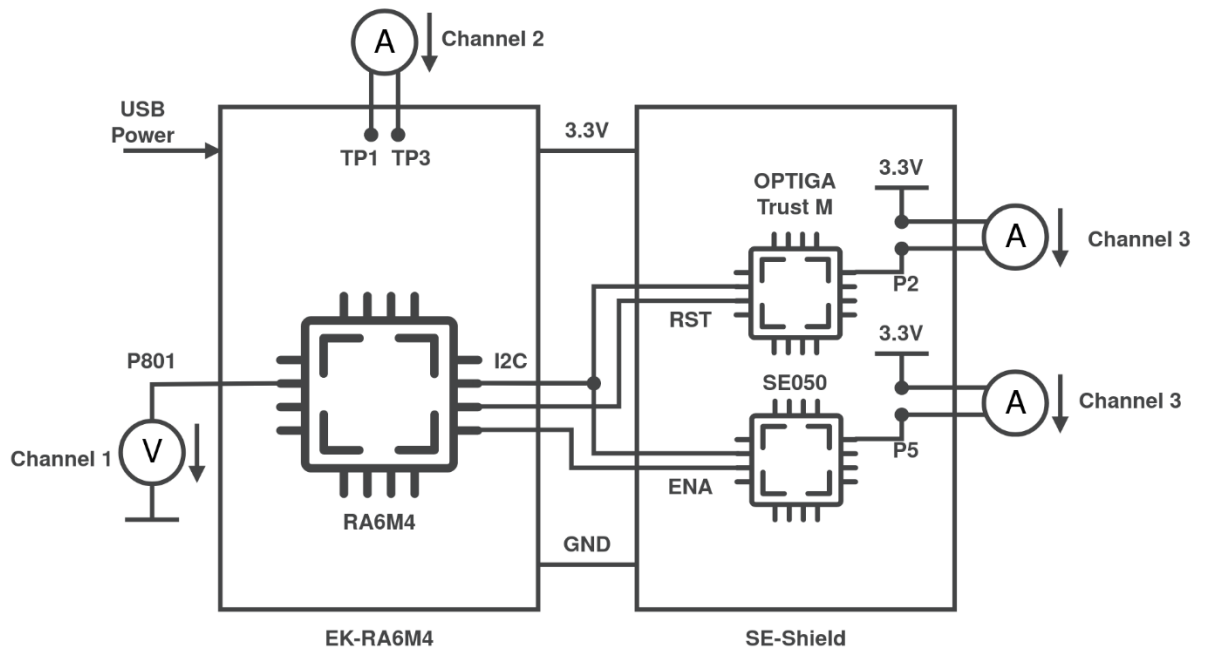 A
Channel 2
USB
Power
TP1 TP3
3.3V
OPTIGA
Trust M
3.3V
A
Channel 3
P2
RST
3.3V
P801
I2C
SE050
A
Channel 3
V
Channel 1
P5
ENA
RA6M4
GND
EK-RA6M4
SE-Shield